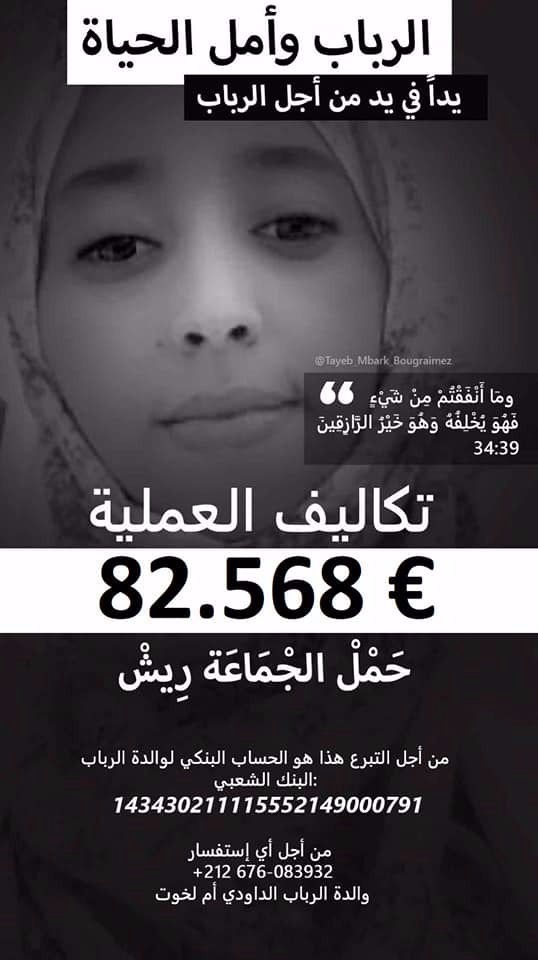 الرباب وأمل الحياة
يداً في يد من أجل الرباب
@Tayeb_Mbark_Bougraimez
ومَا أَنْفَقْتُمْ مِنْ شَيْءٍ
فَهُوَ يُخْلِفُهُ وَهُوَ خَيْرُ الرَّازِقِينَ
34:39
تكاليف العملية
82.568 €
حَمْلْ الجْمَاعَة رِيشْ
من أجل التبرع هذا هو الحساب البنكي لوالدة الرباب
البنك الشعبي:
143430211115552149000791
من أجل أي إستفسار
+212 676-083932
والدة الرباب الداودي أم لخوت